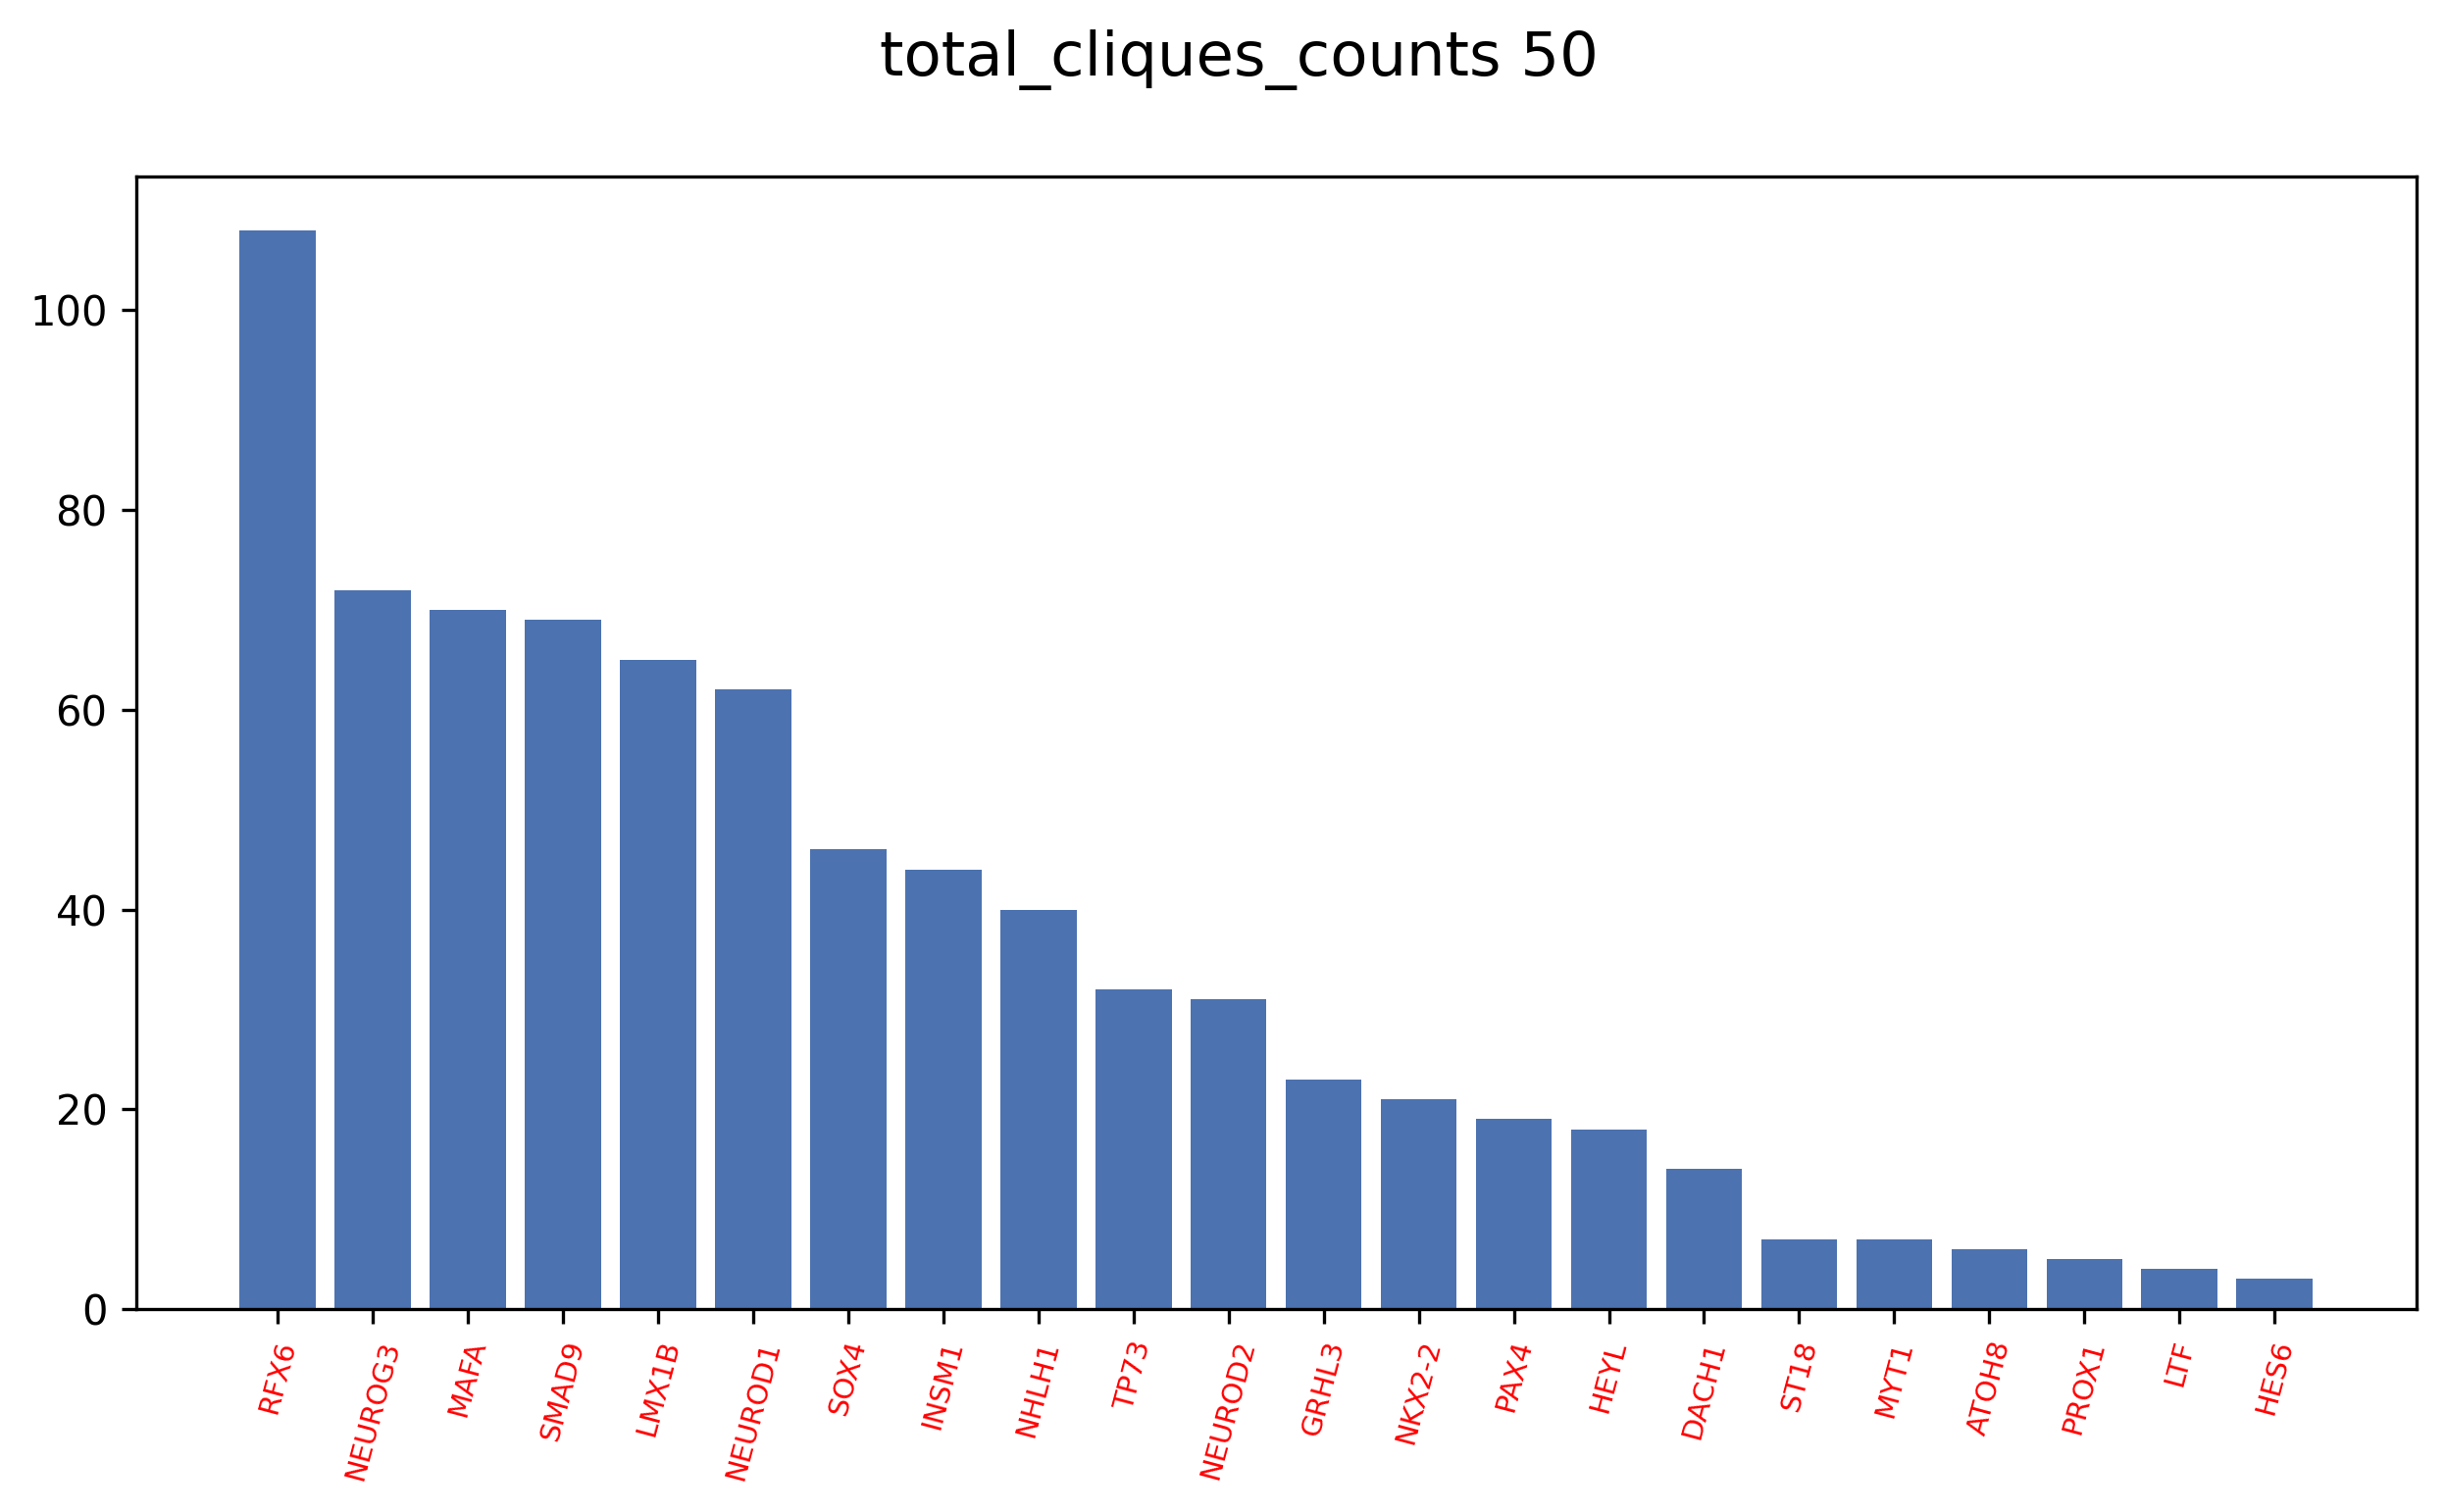 total_cliques_counts 50
100
80
60
40
20
0
RFX6
NEUROG3
MAFA
SMAD9
LMX1B
NEUROD1
SOX4
INSM1
NHLH1
TP73
NEUROD2
GRHL3
NKX2-2
PAX4
HEYL
DACH1
ST18
MYT1
ATOH8
PROX1
LTF
HES6